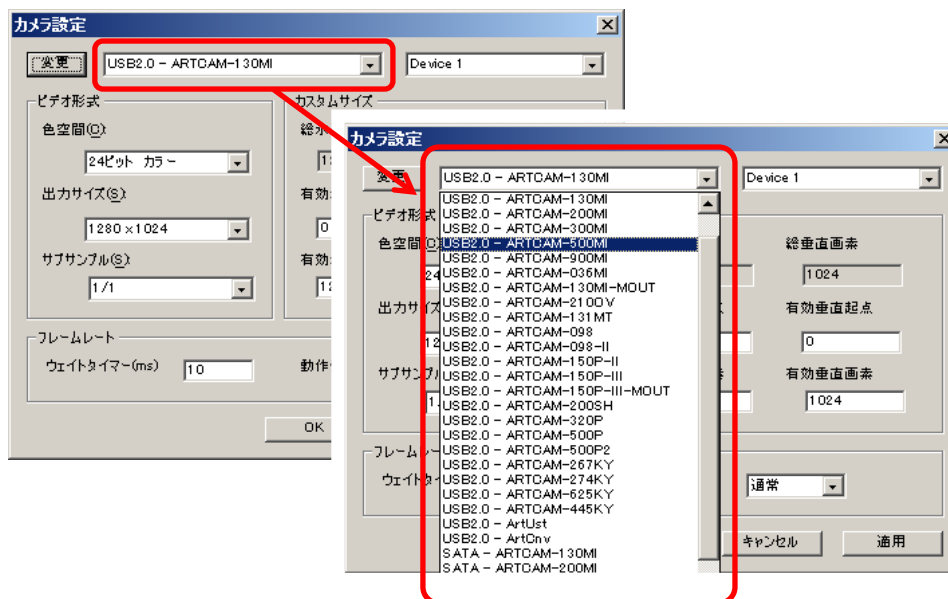 カメラ設定
変更
USB2.0 - ARTCAM-130MI
Device 1
ビデオ形式
カスタムサイズ
色空間(C)
24ビット カラー
出力サイズ(S)
1280×1024
有効
0
サブサンプル(S)
1/1
有効
フレームレート
ウェイトタイマー(ms)
10
動作
OK
カメラ設定
変更
USB2.0 - ARTCAM-130MI
Device 1
USB2.0 - ARTCAM-130MI
USB2.0 - ARTCAM-200MI
USB2.0 - ARTCAM-300MI
USB2.0 - ARTCAM-500MI
USB2.0 - ARTCAM-900MI
USB2.0 - ARTCAM-036MI
USB2.0 - ARTCAM-130MI-MOUT
USB2.0 - ARTCAM-2100V
USB2.0 - ARTCAM-131MT
USB2.0 - ARTCAM-098
USB2.0 - ARTCAM-098-II
USB2.0 - ARTCAM-150P-II
USB2.0 - ARTCAM-150P-III
USB2.0 - ARTCAM-150P-III-MOUT
USB2.0 - ARTCAM-200SH
USB2.0 - ARTCAM-320P
USB2.0 - ARTCAM-500P
USB2.0 - ARTCAM-500P2
USB2.0 - ARTCAM-267KY
USB2.0 - ARTCAM-274KY
USB2.0 - ARTCAM-625KY
USB2.0 - ARTCAM-445KY
USB2.0 - ArtUst
USB2.0 - ArtCnv
SATA - ARTCAM-130MI
SATA - ARTCAM-200MI
ビデオ形
色空間(C)
24
総垂直画素
1024
出力サイズ
12
有効垂直起点
0
サブサンプル
1
有効垂直画素
1024
フレームレー
ウェイトタイ
通常
キャンセル
適用